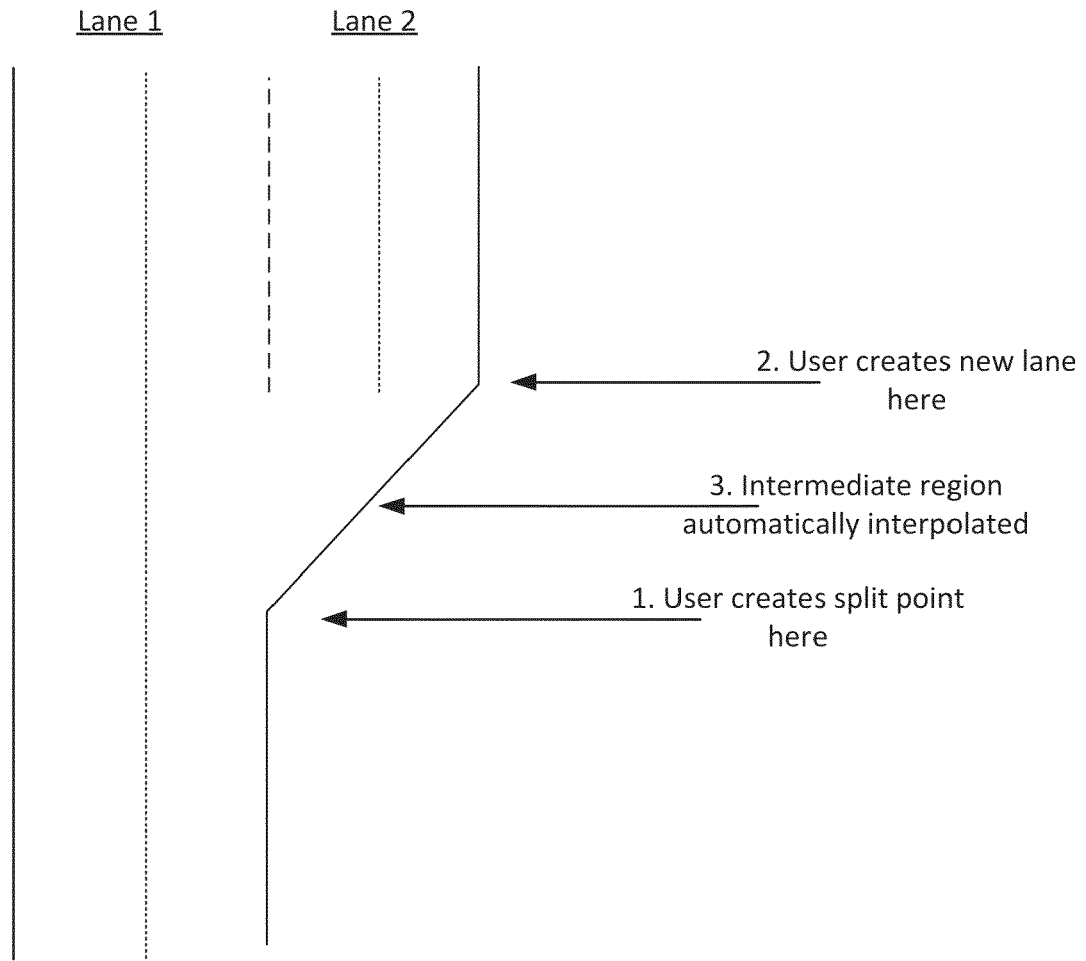 Lane 1
Lane 2
2. User creates new lane
here
3. Intermediate region
automatically interpolated
1. User creates split point
here